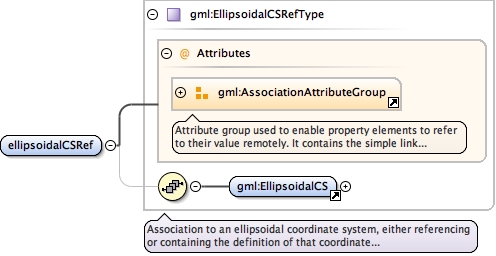 gml:EllipsoidalCSRefType
@ Attributes
gml:AssociationAttributeGroup
Attribute group used to enable property elements to refer
to their value remotely. It contains the simple link...
ellipsoidalCSRef
gml:EllipsoidalCS
Association to an ellipsoidal coordinate system, either referencing
or containing the definition of that coordinate...